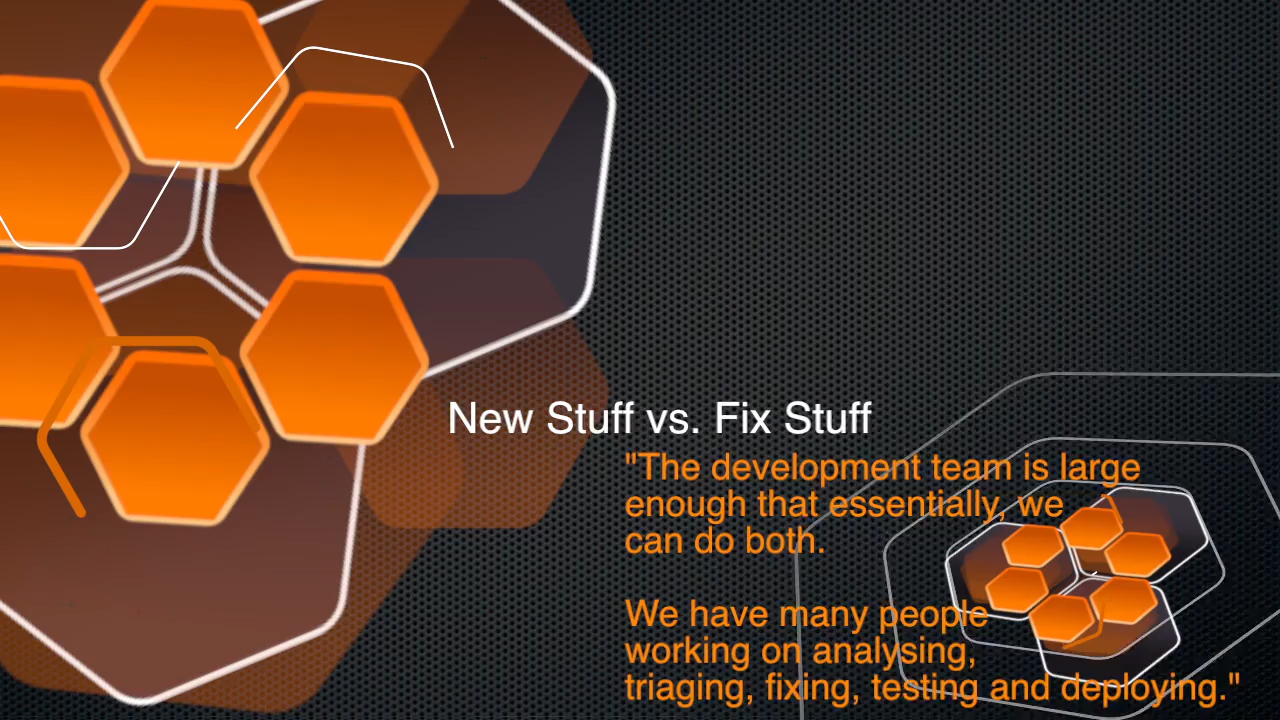 New Stuff vs. Fix Stuff
"The development team is large
enough that essentially, we
can do both.
We have many people
working on analysing,
triaging, fixing, testing and deploying."